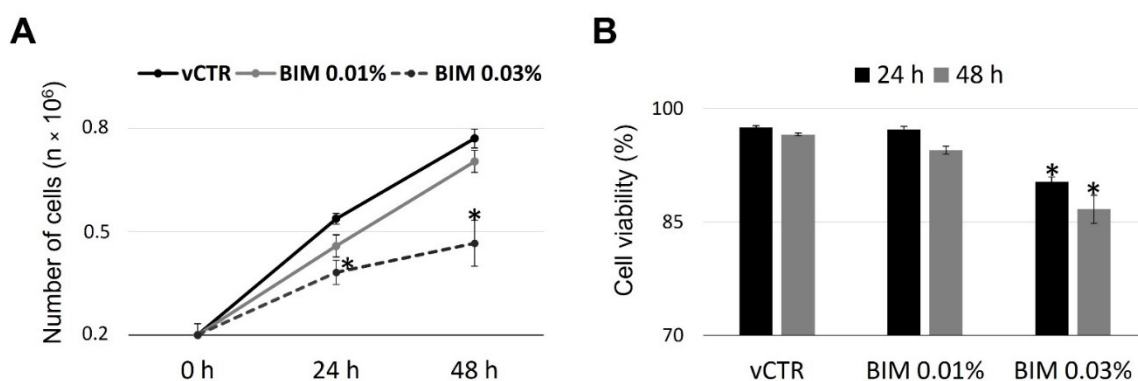 A
vCTR BIM 0.01% BIM 0.03%
Number of cells (n × 10⁶)
0.8
0.5
0.2
0 h 24 h 48 h
*
*
B
24 h 48 h
Cell viability (%)
100
85
70
* *
vCTR BIM 0.01% BIM 0.03%